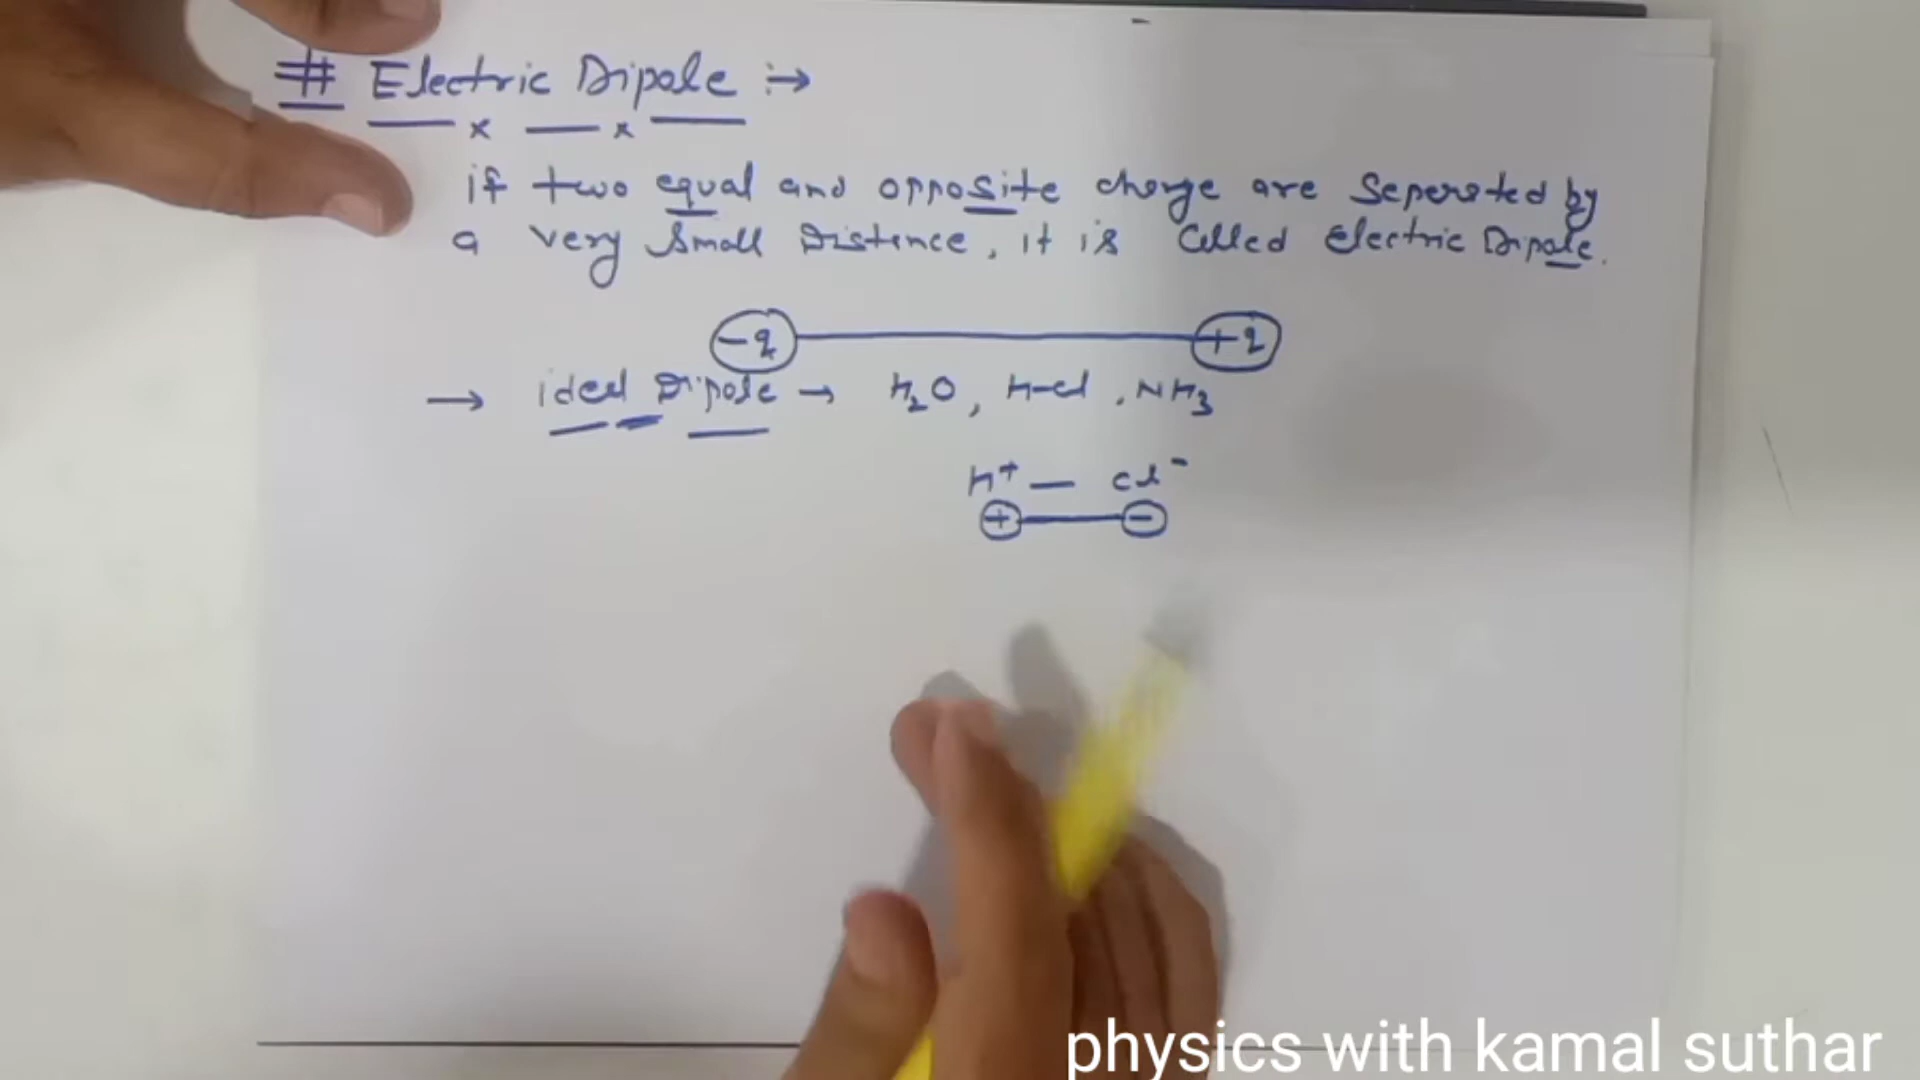 # Electric Dipole :→
if two equal and opposite charge are Seperated by
a very Small Distance, it is Called Electric Dipole.
-q +q
→ ideal Dipole → H₂O, H-Cl, NH₃
H⁺ — Cl⁻
+ -
physics with kamal suthar